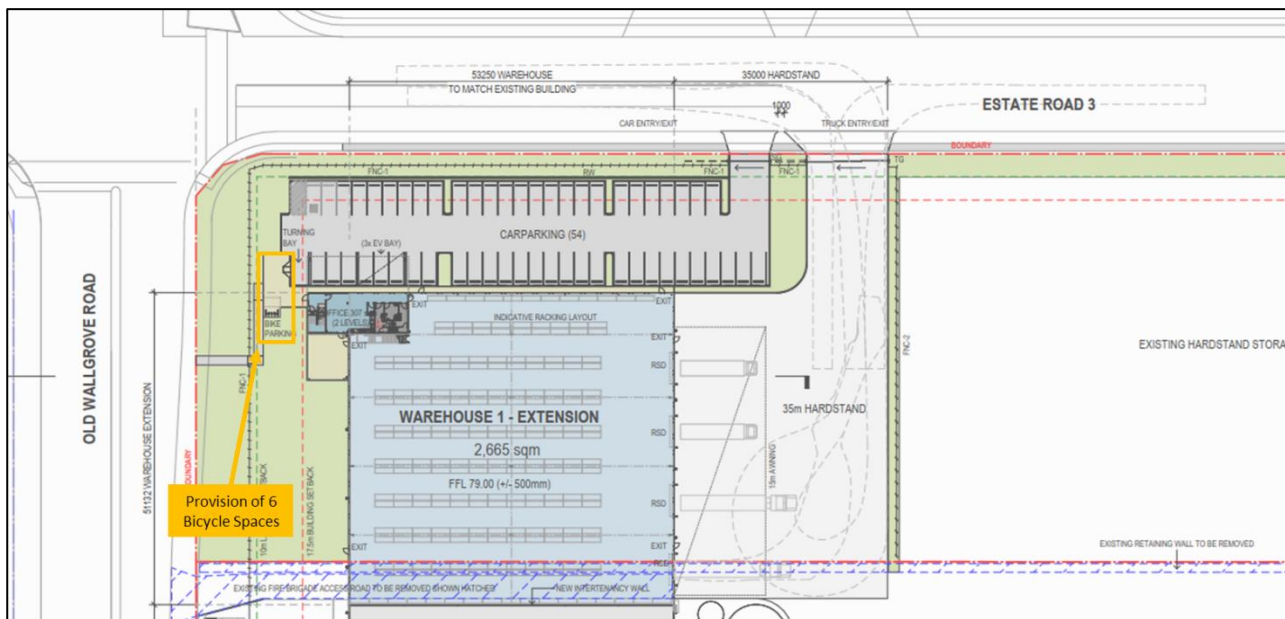 53250 WAREHOUSE
35000 HARDSTAND
TO MATCH EXISTING BUILDING
1000
ESTATE ROAD 3
CAR ENTRY/EXIT
TRUCK ENTRY/EXIT
BOUNDARY
TG
FNC-1
RW
FNC-1
CARPARKING (54)
TURNING
BAY
(3x EV BAY)
OLD WALLGROVE ROAD
BIKE
PARKING
OFFICE 307
(2 LEVELS)
EXIT
EXIT
INDICATIVE RACKING LAYOUT
EXIT
EXIT
RSD
FNC-2
EXISTING HARDSTAND STORA
FNC-1
WAREHOUSE 1 - EXTENSION
35m HARDSTAND
2,665 sqm
RSD
FFL 79.00 (+/- 500mm)
15m AWNING
51132 WAREHOUSE EXTENSION
BOUNDARY
Provision of 6
Bicycle Spaces
17.5m BUILDING SETBACK
RSD
EXIT
EXIT
RSD
EXISTING RETAINING WALL TO BE REMOVED
EXISTING FIRE BRIGADE ACCESS ROAD TO BE REMOVED SHOWN HATCHED
NEW INTERTENANCY WALL